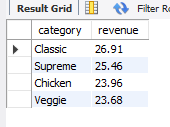 Result Grid Filter Ro
category revenue
Classic 26.91
Supreme 25.46
Chicken 23.96
Veggie 23.68